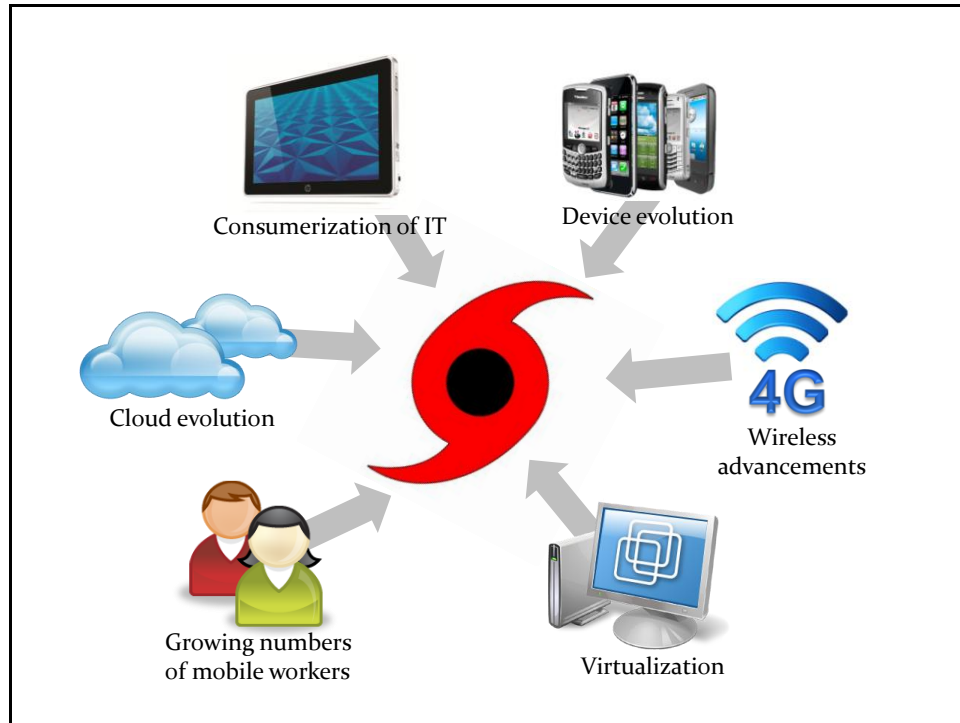 Consumerization of IT
Device evolution
Cloud evolution
4G
Wireless
advancements
Growing numbers
of mobile workers
Virtualization